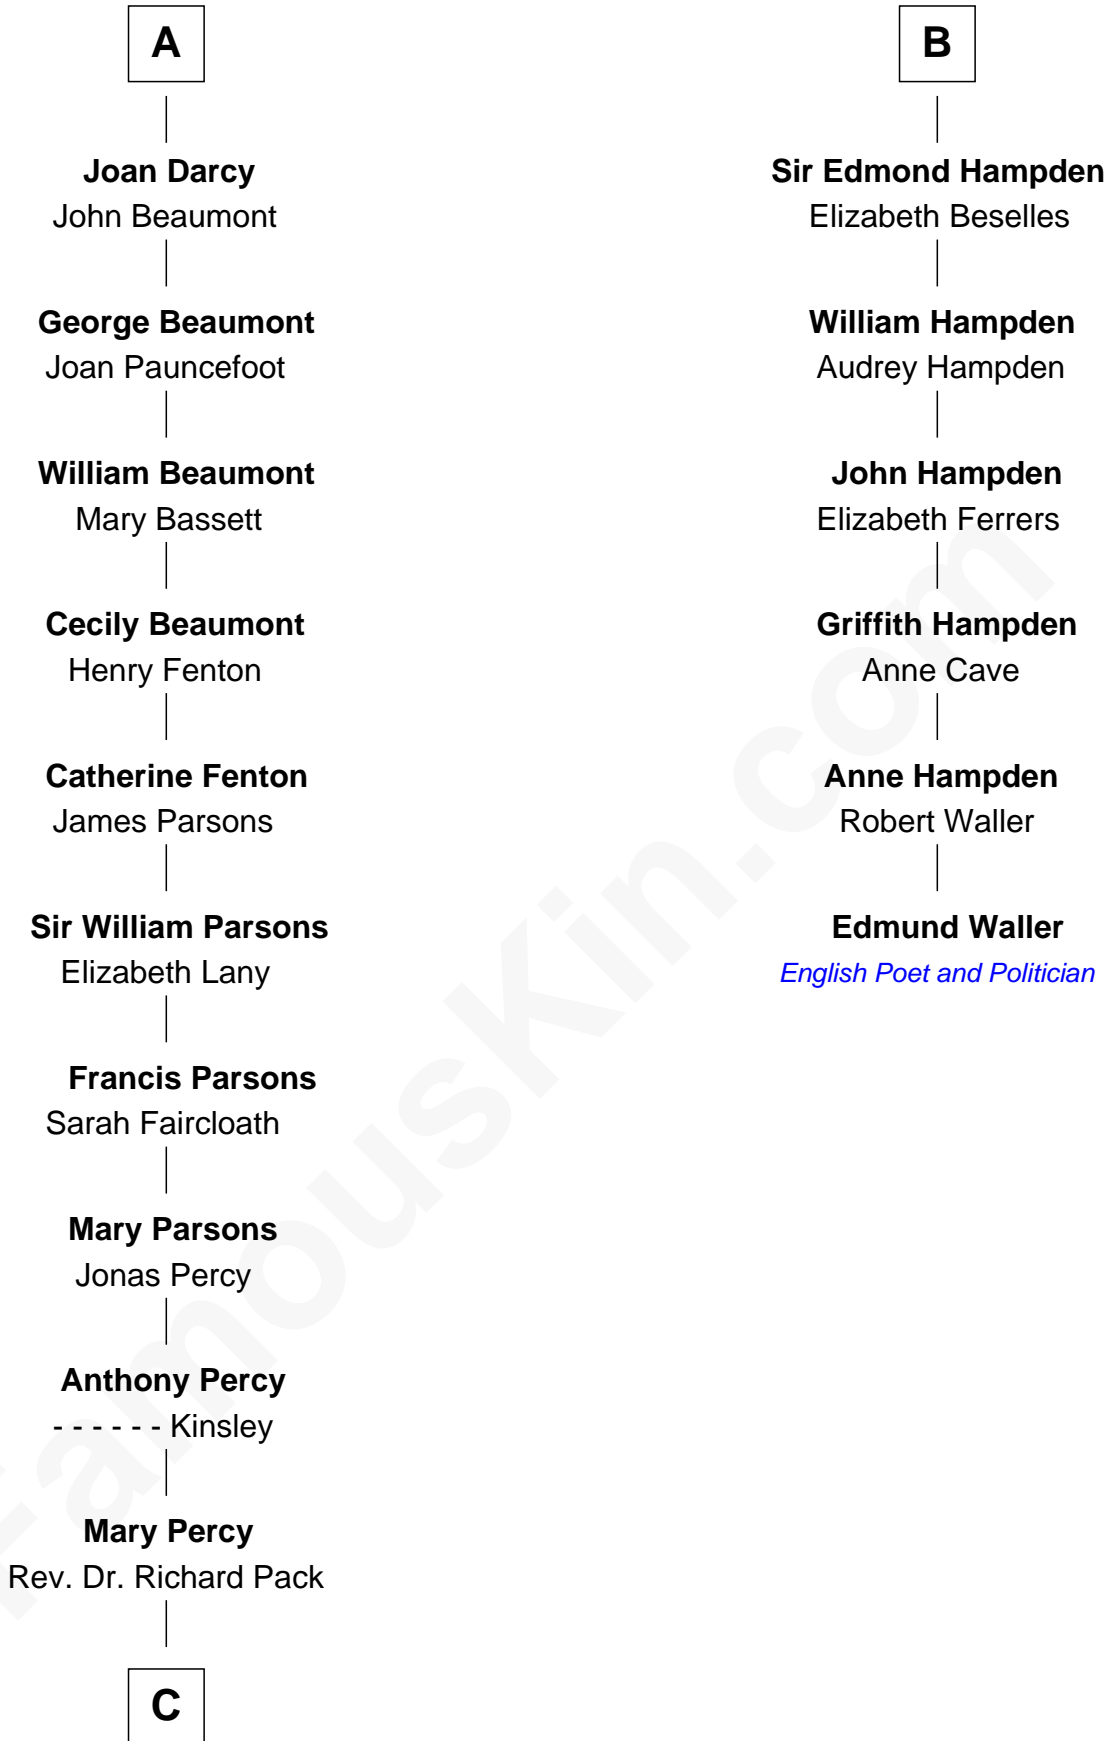 A
Joan Darcy
John Beaumont
George Beaumont
Joan Pauncefoot
William Beaumont
Mary Bassett
Cecily Beaumont
Henry Fenton
Catherine Fenton
James Parsons
Sir William Parsons
Elizabeth Lany
Francis Parsons
Sarah Faircloath
Mary Parsons
Jonas Percy
Anthony Percy
- - - - - - Kinsley
Mary Percy
Rev. Dr. Richard Pack
C
B
Sir Edmond Hampden
Elizabeth Beselles
William Hampden
Audrey Hampden
John Hampden
Elizabeth Ferrers
Griffith Hampden
Anne Cave
Anne Hampden
Robert Waller
Edmund Waller
English Poet and Politician
FamousKin.com